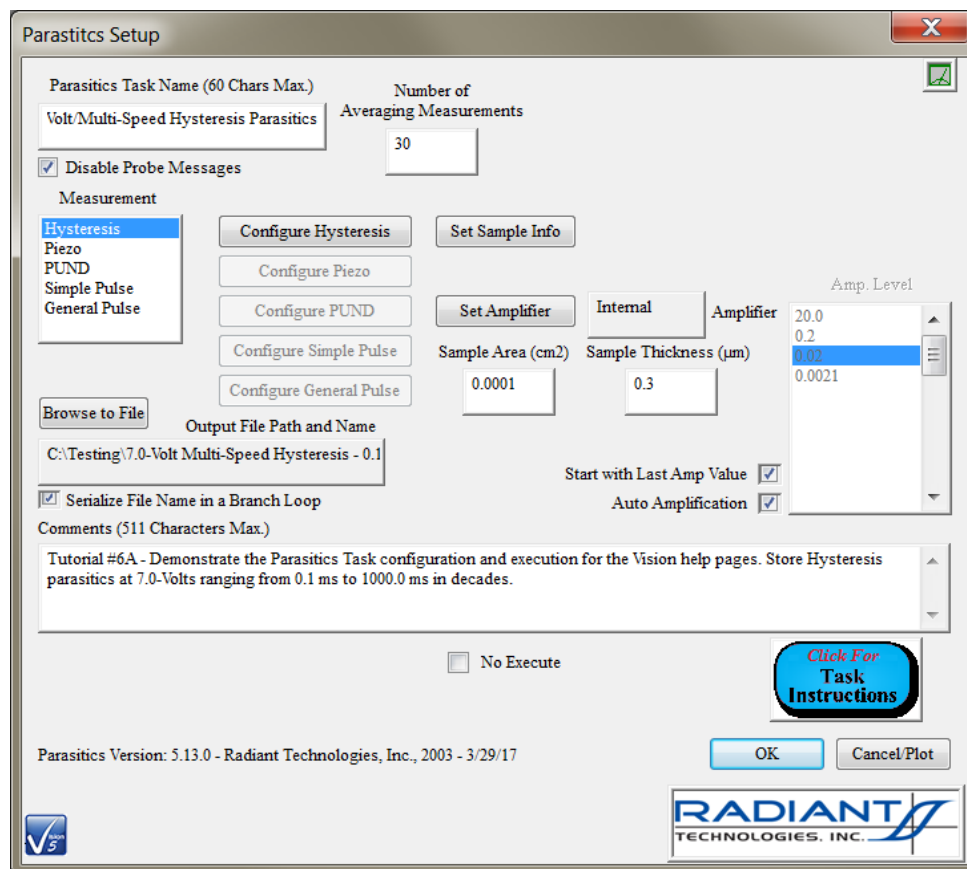 Parastitcs Setup
Parasitics Task Name (60 Chars Max.)
Volt/Multi-Speed Hysteresis Parasitics
Number of
Averaging Measurements
30
Disable Probe Messages
Measurement
Hysteresis
Piezo
PUND
Simple Pulse
General Pulse
Configure Hysteresis
Configure Piezo
Configure PUND
Configure Simple Pulse
Configure General Pulse
Set Sample Info
Set Amplifier
Internal
Amplifier
Amp. Level
20.0
0.2
0.02
0.0021
Sample Area (cm2)
0.0001
Sample Thickness (µm)
0.3
Browse to File
Output File Path and Name
C:\Testing\7.0-Volt Multi-Speed Hysteresis - 0.1
Start with Last Amp Value
Auto Amplification
Serialize File Name in a Branch Loop
Comments (511 Characters Max.)
Tutorial #6A - Demonstrate the Parasitics Task configuration and execution for the Vision help pages. Store Hysteresis
parasitics at 7.0-Volts ranging from 0.1 ms to 1000.0 ms in decades.
No Execute
Click For
Task
Instructions
Parasitics Version: 5.13.0 - Radiant Technologies, Inc., 2003 - 3/29/17
OK
Cancel/Plot
Vision
5
RADIANT
TECHNOLOGIES, INC.